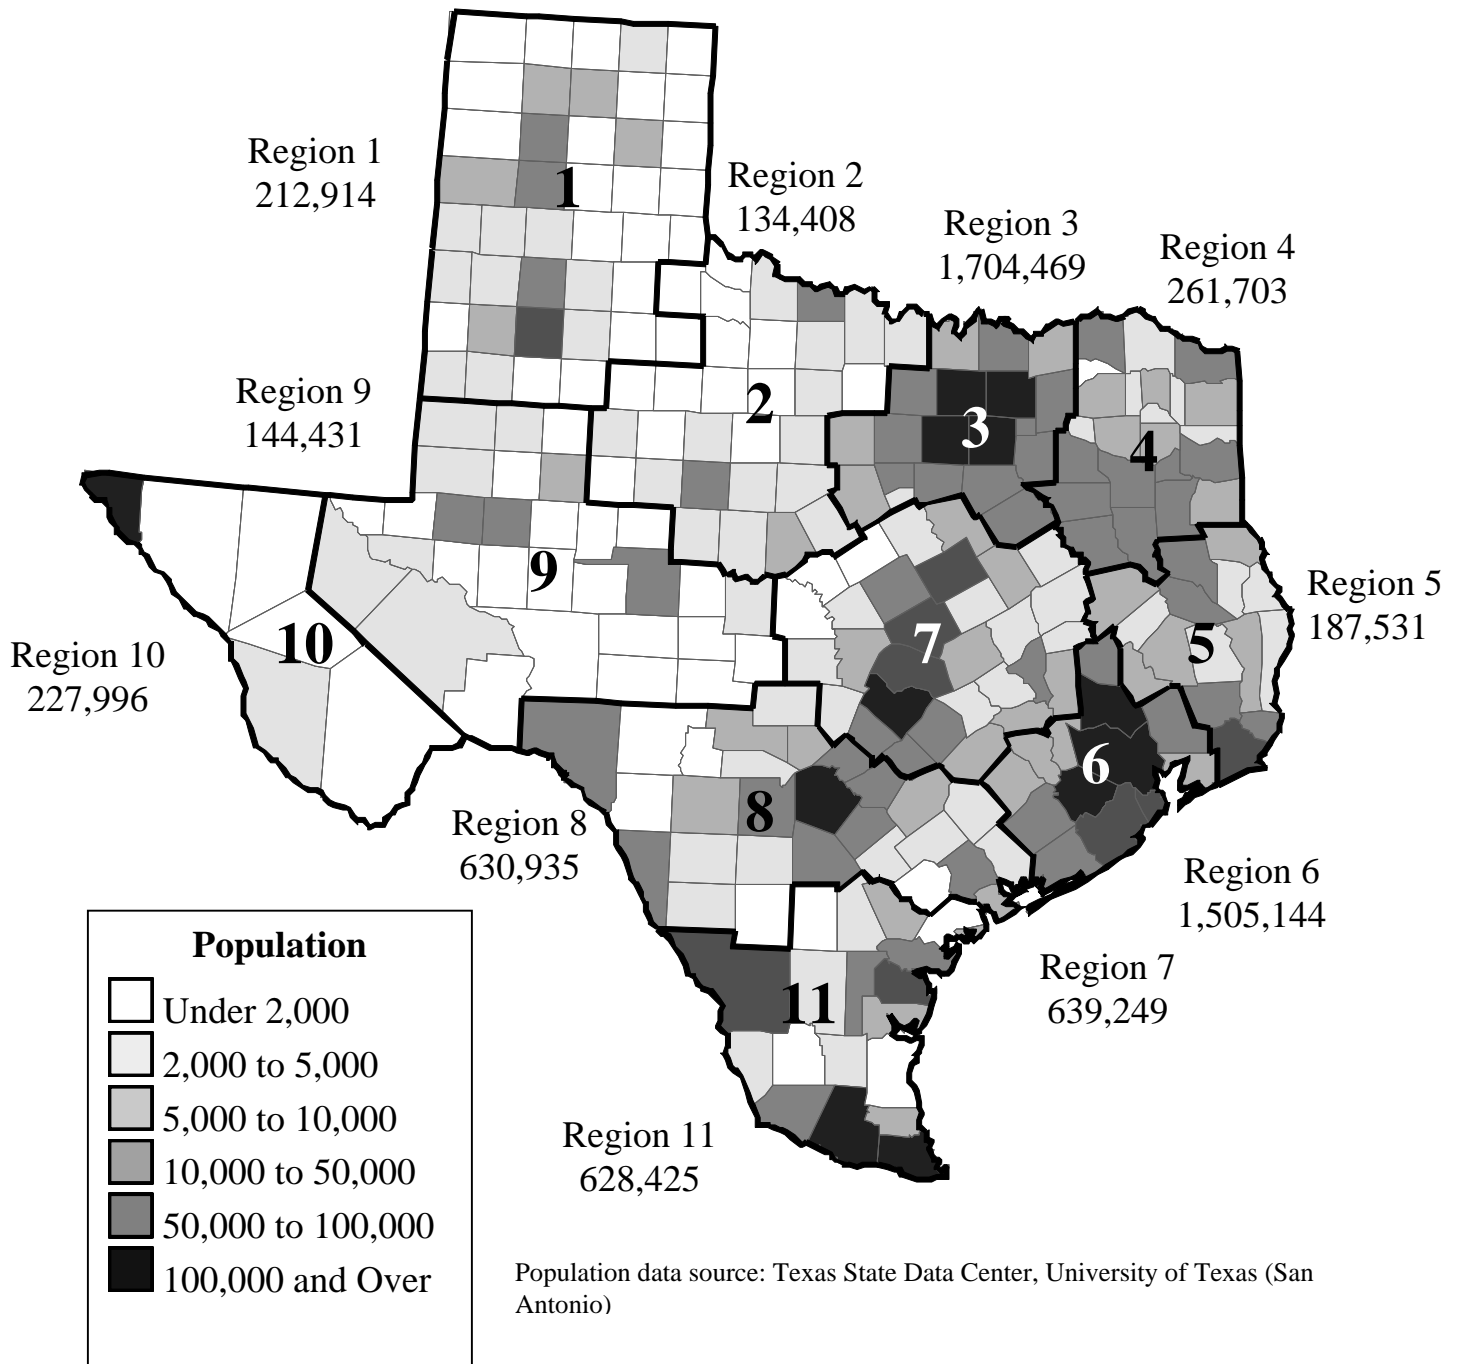 Region 1
212,914
Region 2
134,408
Region 3
1,704,469
Region 4
261,703
Region 9
144,431
Region 5
187,531
Region 10
227,996
Region 8
630,935
Region 6
1,505,144
Region 7
639,249
Region 11
628,425
1
2
3
4
9
10
7
5
6
8
11
Population
Under 2,000
2,000 to 5,000
5,000 to 10,000
10,000 to 50,000
50,000 to 100,000
100,000 and Over
Population data source: Texas State Data Center, University of Texas (San
Antonio)